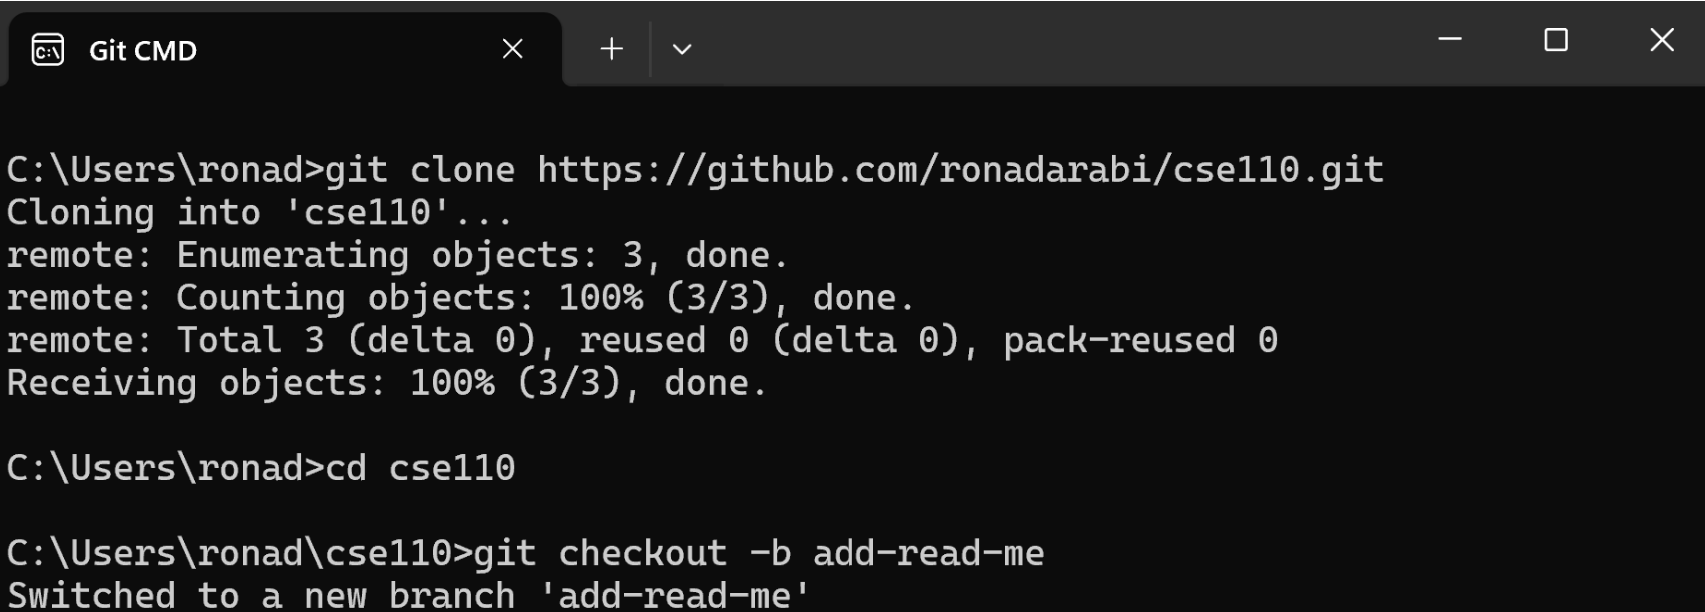 Git CMD
C:\Users\ronad>git clone https://github.com/ronadarabi/cse110.git
Cloning into 'cse110'...
remote: Enumerating objects: 3, done.
remote: Counting objects: 100% (3/3), done.
remote: Total 3 (delta 0), reused 0 (delta 0), pack-reused 0
Receiving objects: 100% (3/3), done.
C:\Users\ronad>cd cse110
C:\Users\ronad\cse110>git checkout -b add-read-me
Switched to a new branch 'add-read-me'